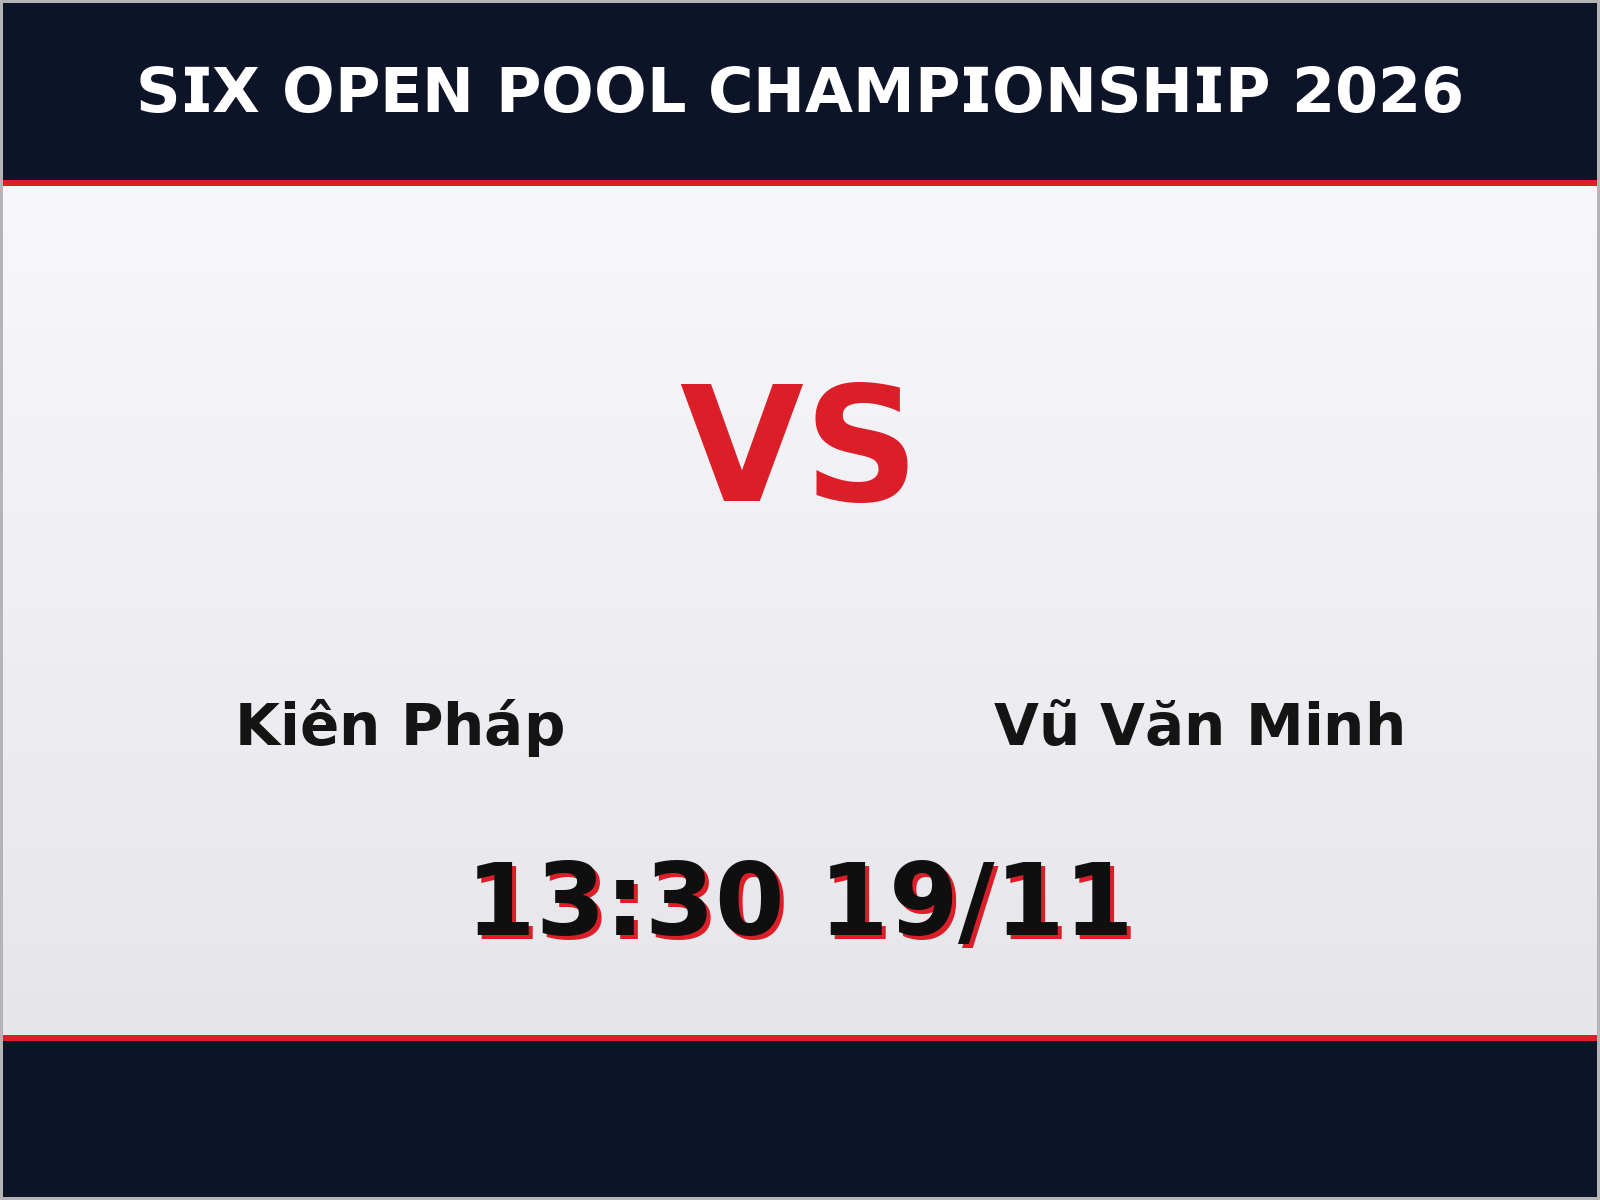 SIX OPEN POOL CHAMPIONSHIP 2026
VS
Kiên Pháp
Vũ Văn Minh
13:30 19/11